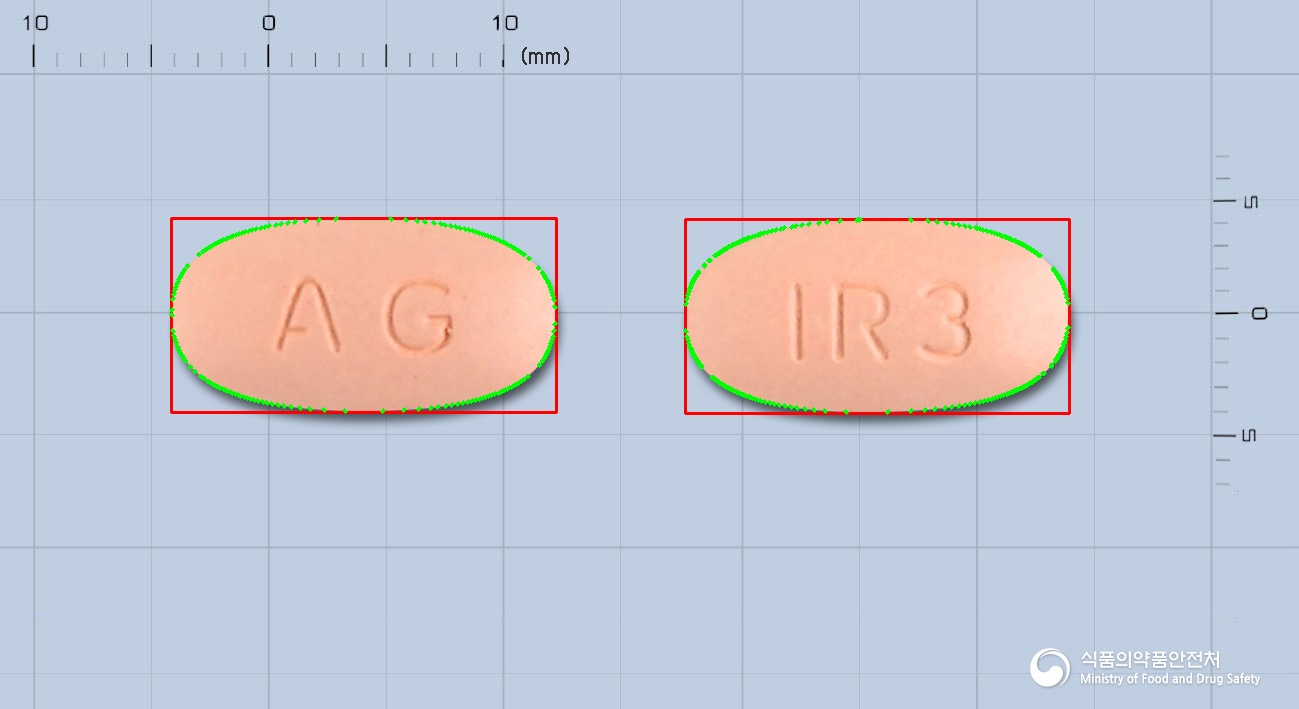 10 0 10
(mm)
5
AG
IR3
0
5
식품의약품안전처
Ministry of Food and Drug Safety